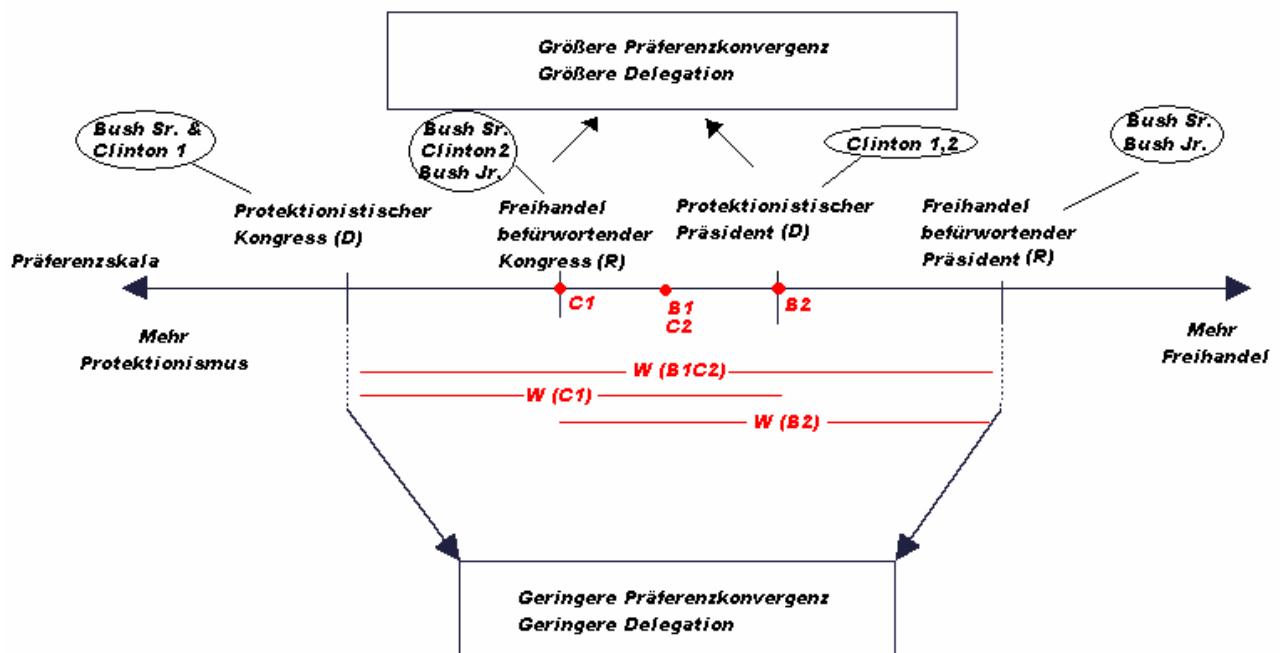 Größere Präferenzkonvergenz
Größere Delegation
Bush Sr. &
Clinton 1
Bush Sr.
Clinton 2
Bush Jr.
Clinton 1,2
Bush Sr.
Bush Jr.
Protektionistischer
Kongress (D)
Freihandel
befürwortender
Kongress (R)
Protektionistischer
Präsident (D)
Freihandel
befürwortender
Präsident (R)
Präferenzskala
C1
B1
C2
B2
Mehr
Protektionismus
Mehr
Freihandel
W (B1C2)
W (C1)
W (B2)
Geringere Präferenzkonvergenz
Geringere Delegation